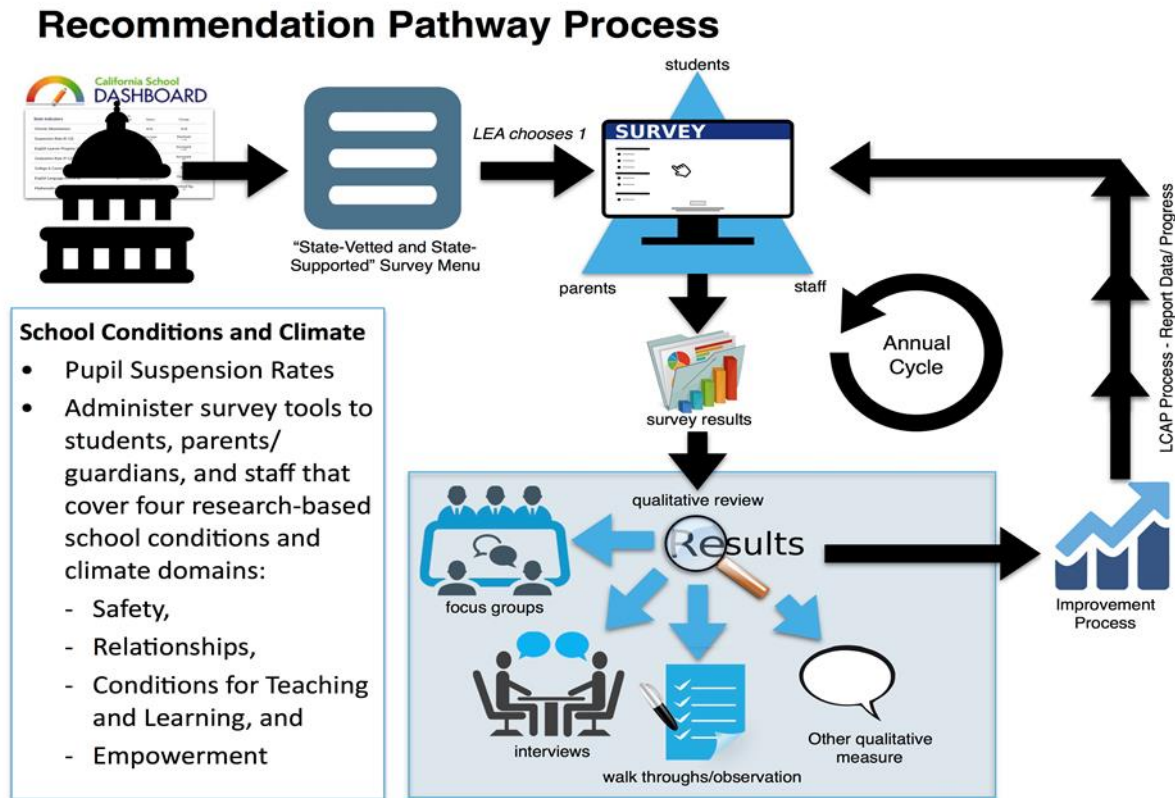 Recommendation Pathway Process
California School
DASHBOARD
students
LEA chooses 1
SURVEY
"State-Vetted and State-
Supported" Survey Menu
parents
staff
School Conditions and Climate
• Pupil Suspension Rates
• Administer survey tools to
students, parents/
guardians, and staff that
cover four research-based
school conditions and
climate domains:
- Safety,
- Relationships,
- Conditions for Teaching
and Learning, and
- Empowerment
Annual
Cycle
survey results
LCAP Process - Report Data/ Progress
qualitative review
Results
focus groups
interviews
walk throughs/observation
Other qualitative
measure
Improvement
Process